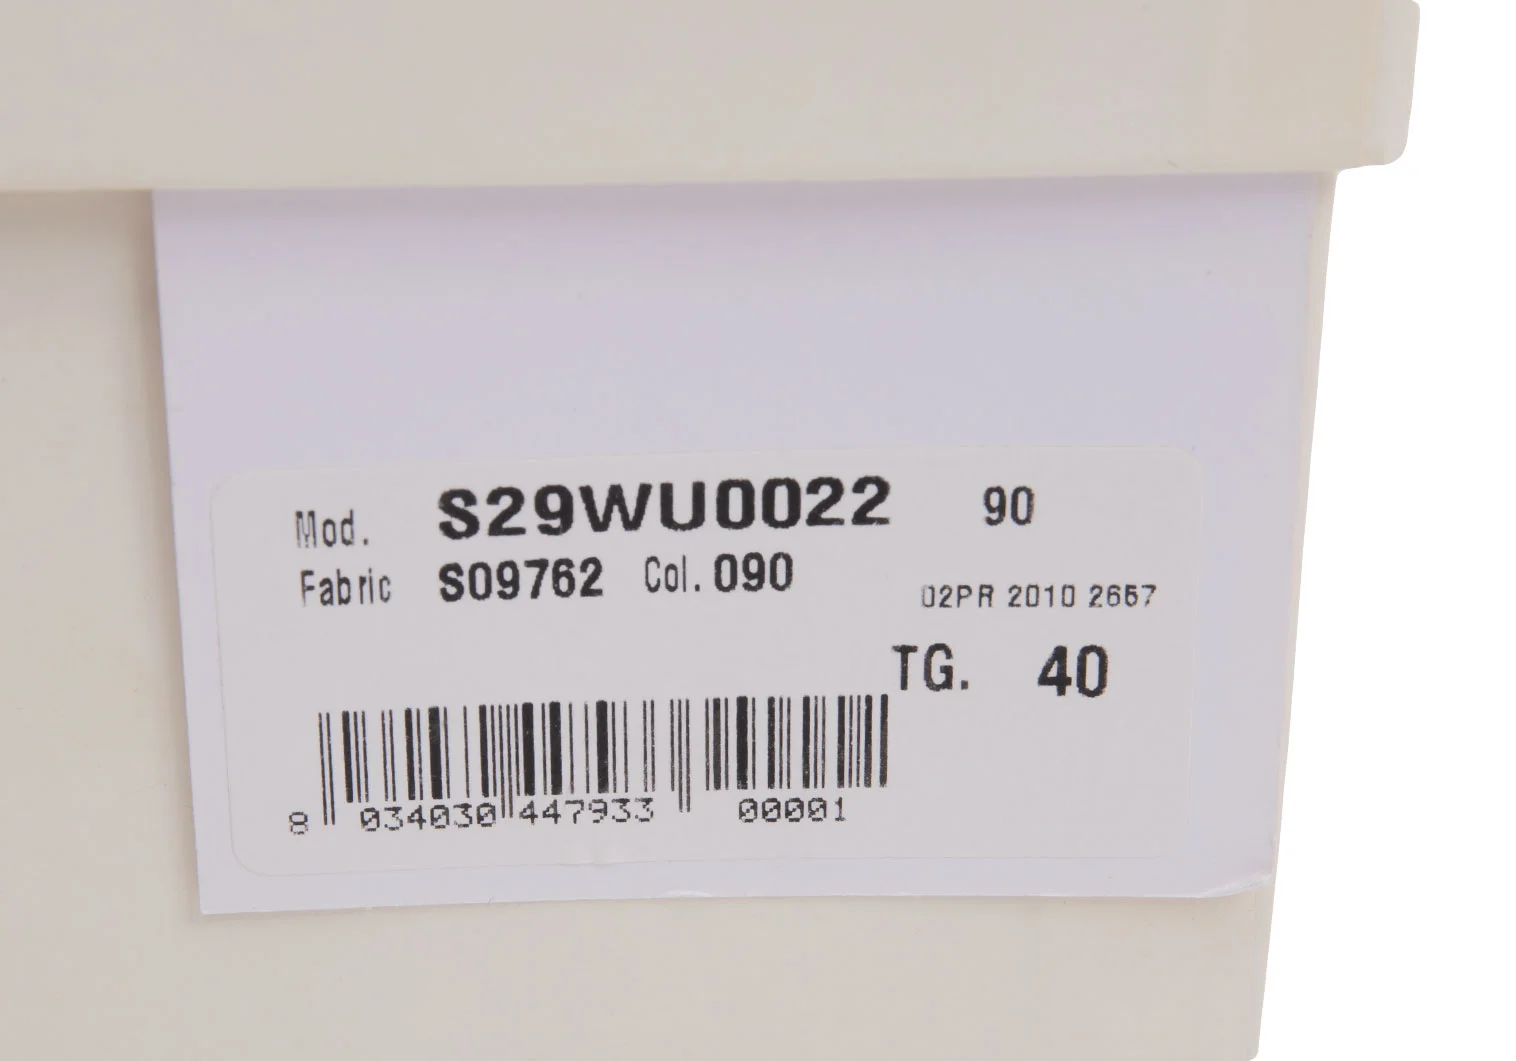 Mod. S29WU0022 90
Fabric S09762 Col. 090
02PR 2010 2667
TG. 40
8 034030 447933 00001